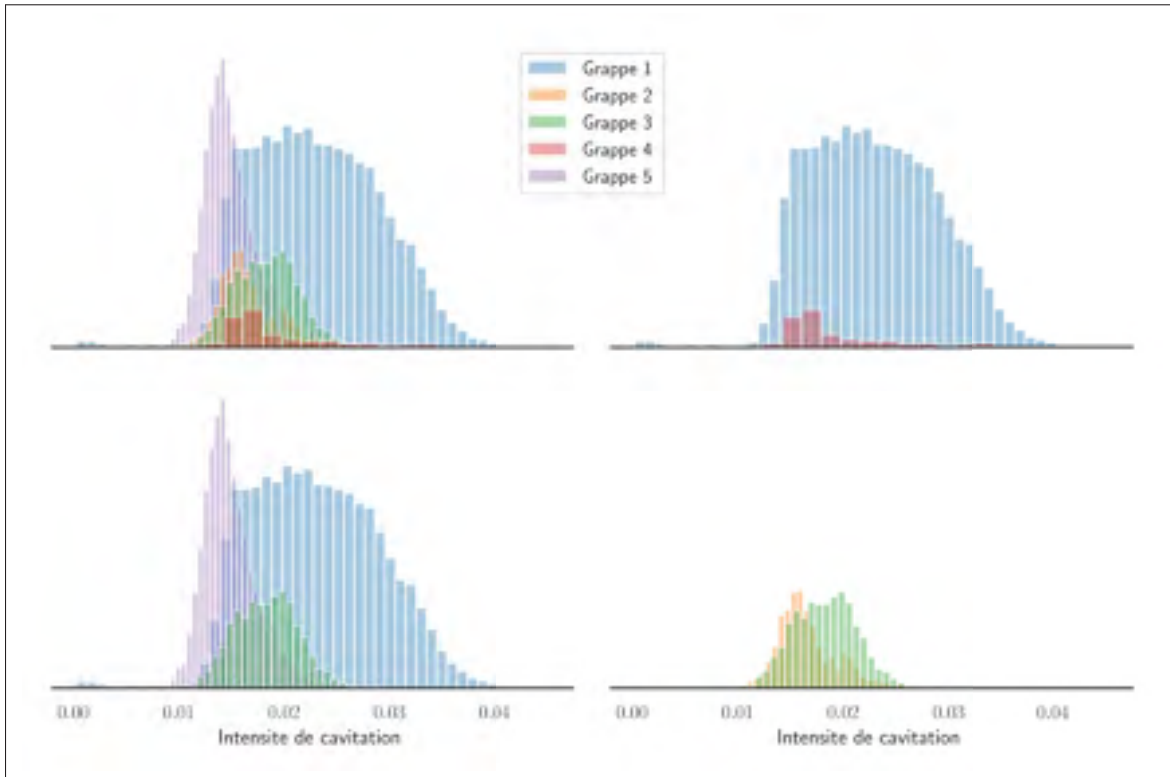 Grappe 1
Grappe 2
Grappe 3
Grappe 4
Grappe 5
0.00 0.01 0.02 0.03 0.04
Intensite de cavitation
0.00 0.01 0.02 0.03 0.04
Intensite de cavitation